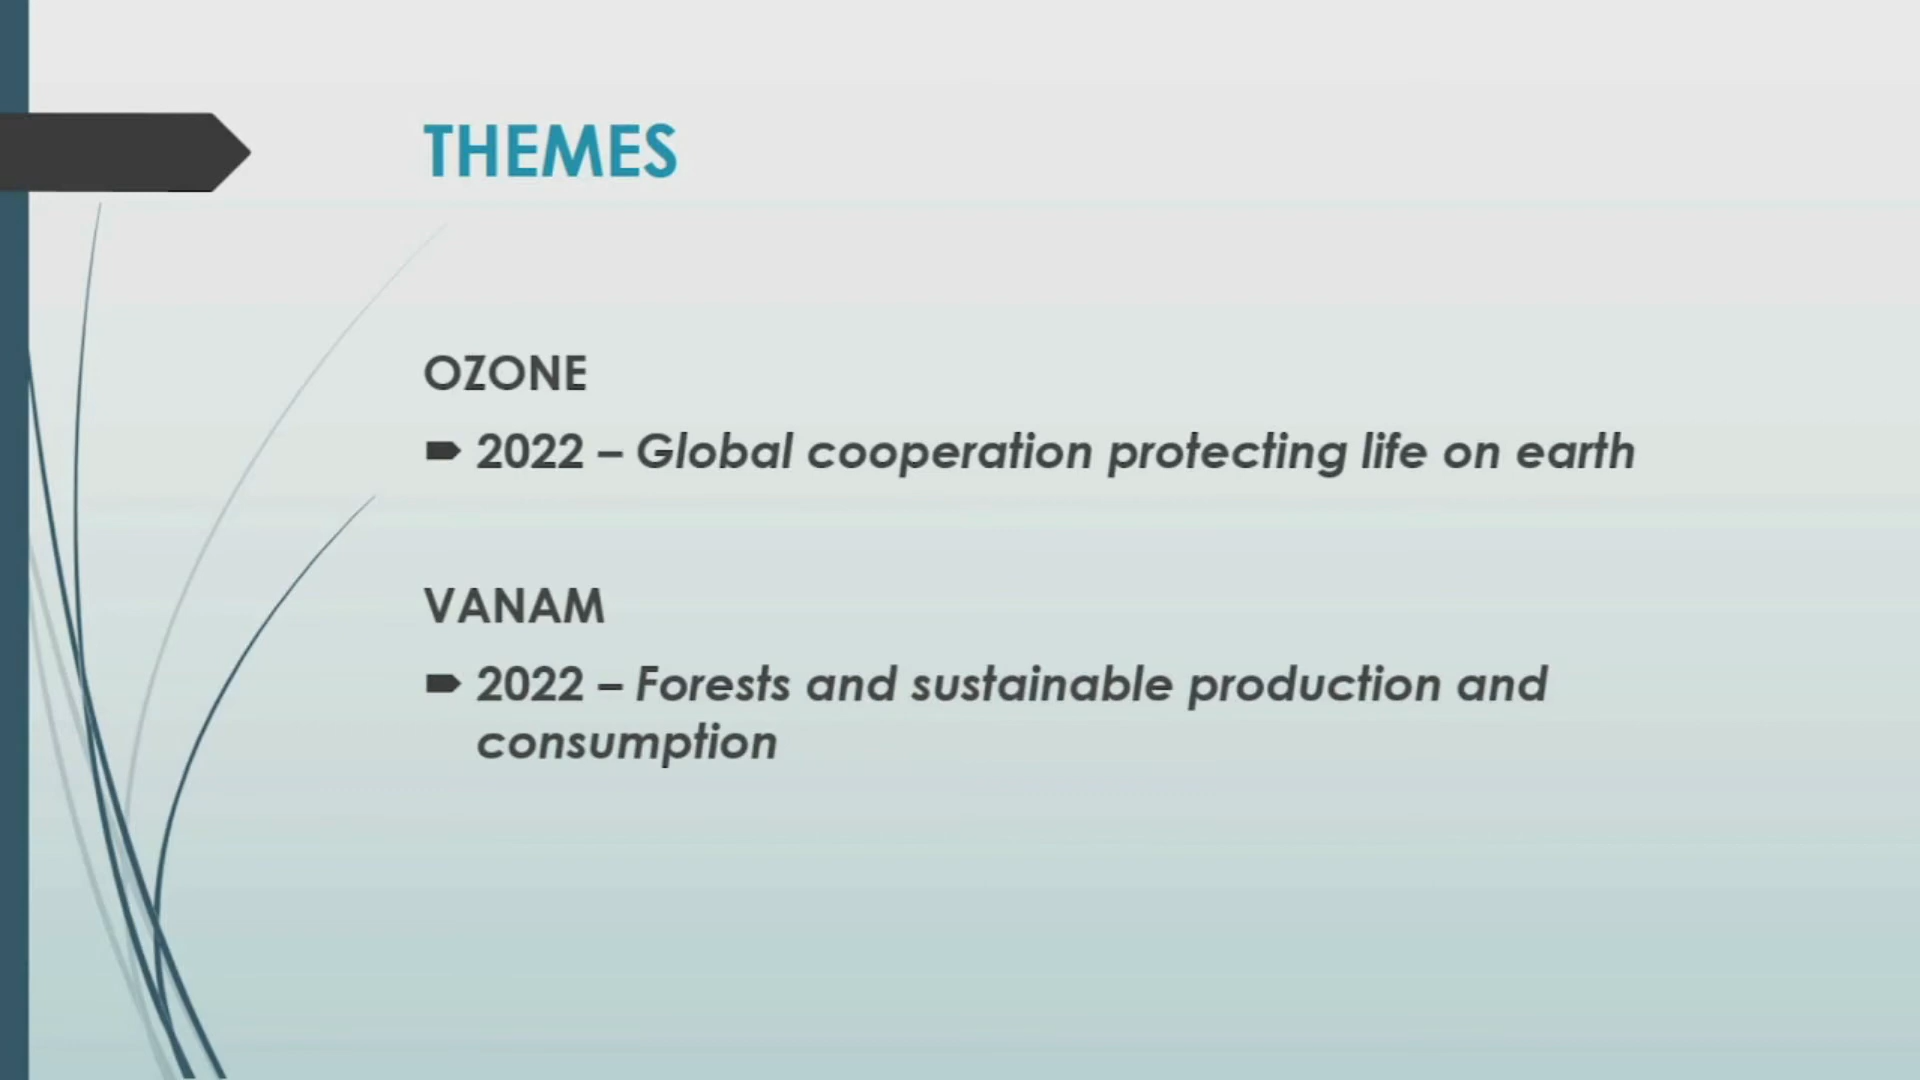 THEMES
OZONE
2022 – Global cooperation protecting life on earth
VANAM
2022 – Forests and sustainable production and
consumption